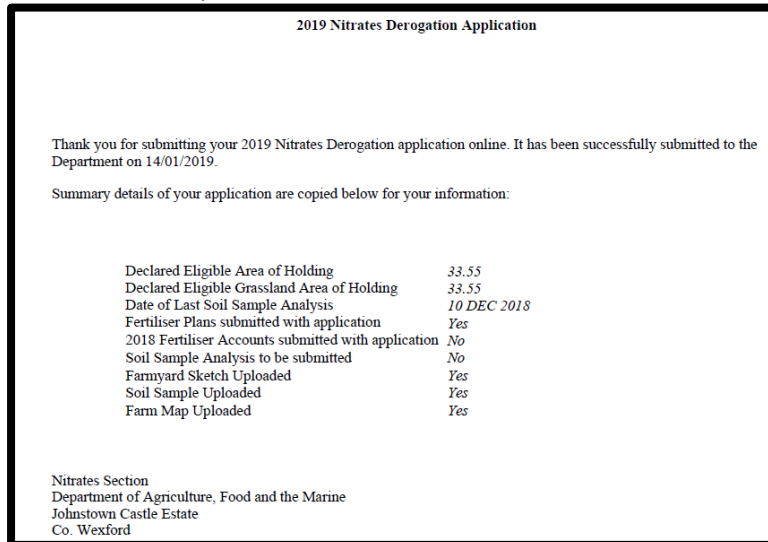 2019 Nitrates Derogation Application
Thank you for submitting your 2019 Nitrates Derogation application online. It has been successfully submitted to the
Department on 14/01/2019.
Summary details of your application are copied below for your information:
Declared Eligible Area of Holding 33.55
Declared Eligible Grassland Area of Holding 33.55
Date of Last Soil Sample Analysis 10 DEC 2018
Fertiliser Plans submitted with application Yes
2018 Fertiliser Accounts submitted with application No
Soil Sample Analysis to be submitted No
Farmyard Sketch Uploaded Yes
Soil Sample Uploaded Yes
Farm Map Uploaded Yes
Nitrates Section
Department of Agriculture, Food and the Marine
Johnstown Castle Estate
Co. Wexford